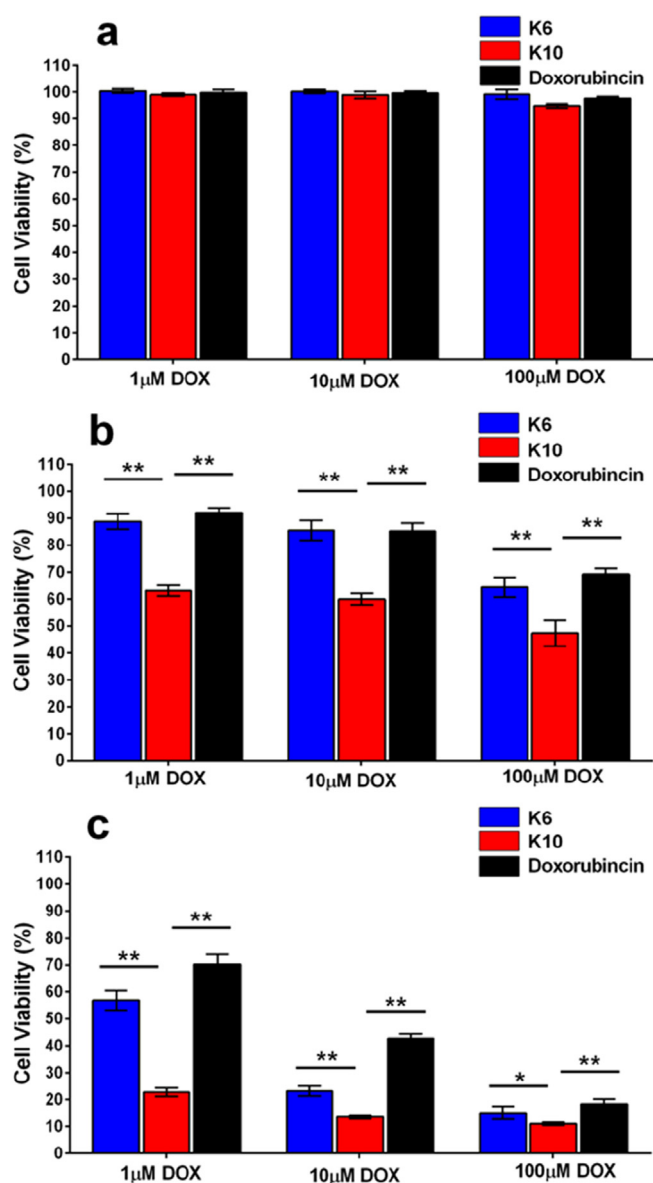 a
K6
K10
Doxorubincin
Cell Viability (%)
110
100
90
80
70
60
50
40
30
20
10
0
1μM DOX 10μM DOX 100μM DOX
b
K6
K10
Doxorubincin
Cell Viability (%)
110
100
90
80
70
60
50
40
30
20
10
0
** **
** **
** **
1μM DOX 10μM DOX 100μM DOX
c
K6
K10
Doxorubincin
Cell Viability (%)
110
100
90
80
70
60
50
40
30
20
10
0
** **
** **
* **
1μM DOX 10μM DOX 100μM DOX